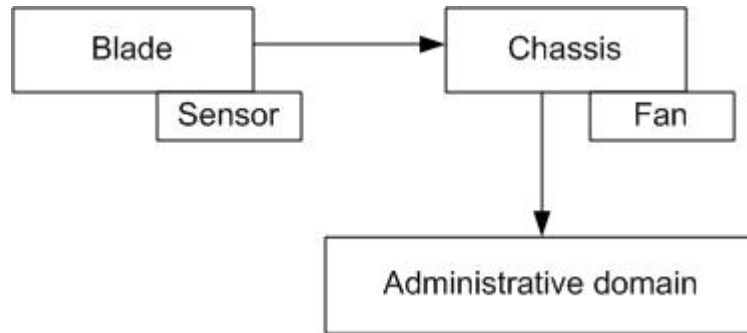 Blade
Chassis
Sensor
Fan
Administrative domain